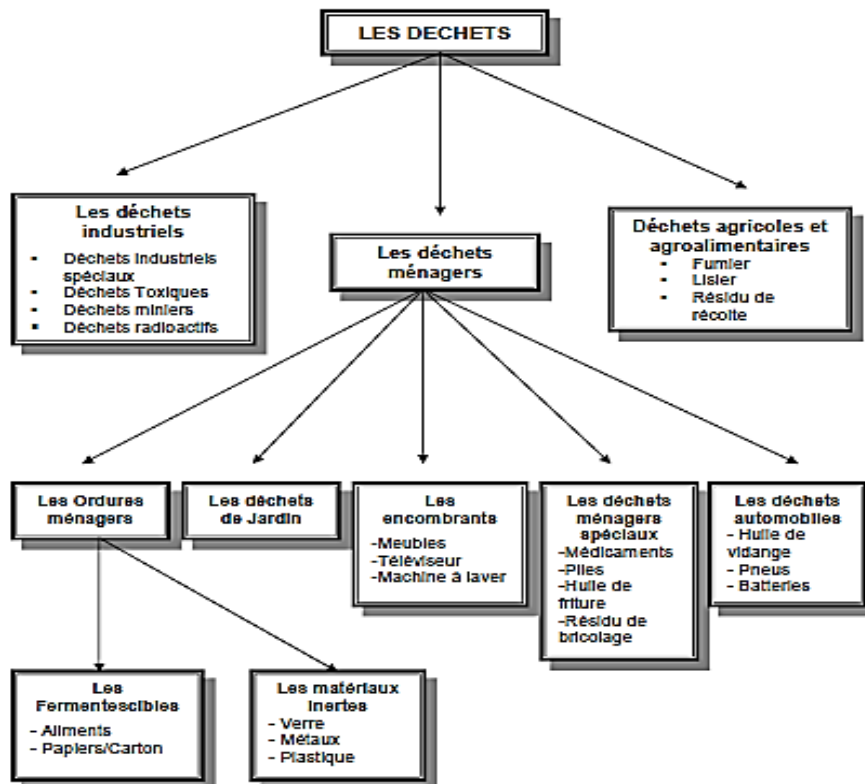 LES DECHETS
Les déchets
industriels
▪ Déchets industriels
spéciaux
▪ Déchets Toxiques
▪ Déchets miniers
▪ Déchets radioactifs
Les déchets
ménagers
Déchets agricoles et
agroalimentaires
▪ Fumier
▪ Lisier
▪ Résidu de
récolte
Les Ordures
ménagers
Les déchets
de Jardin
Les
encombrants
-Meubles
-Téléviseur
-Machine à laver
Les déchets
ménagers
spéciaux
-Médicaments
-Piles
-Huile de
friture
-Résidu de
bricolage
Les déchets
automobiles
- Huile de
vidange
- Pneus
- Batteries
Les
Fermentescibles
- Aliments
- Papiers/Carton
Les matériaux
inertes
- Verre
- Métaux
- Plastique